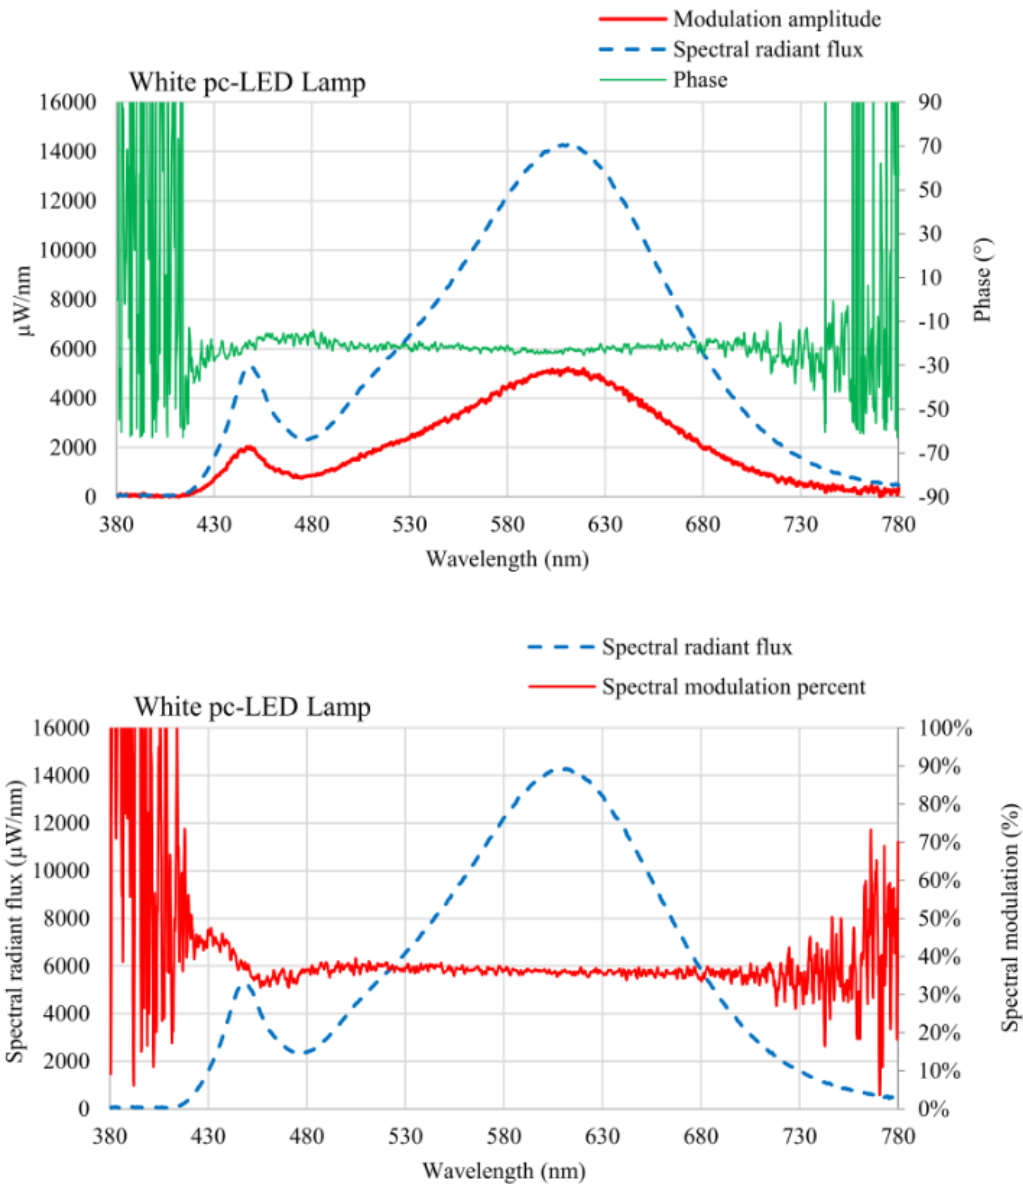 Modulation amplitude
Spectral radiant flux
Phase
White pc-LED Lamp
16000 90
14000 70
12000 50
10000 30
8000 10
6000 -10
4000 -30
2000 -50
0 -70
-90
µW/nm
Phase (°)
380 430 480 530 580 630 680 730 780
Wavelength (nm)
Spectral radiant flux
Spectral modulation percent
White pc-LED Lamp
16000 100%
14000 90%
12000 80%
10000 70%
8000 60%
6000 50%
4000 40%
2000 30%
0 20%
10%
0%
Spectral radiant flux (µW/nm)
Spectral modulation (%)
380 430 480 530 580 630 680 730 780
Wavelength (nm)